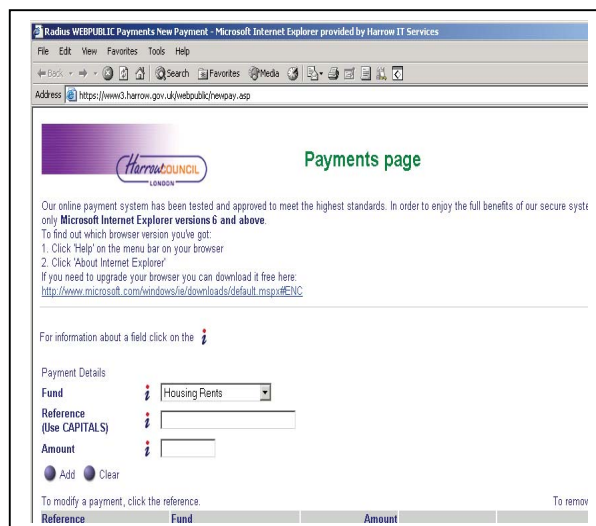 Radius WEBPUBLIC Payments New Payment - Microsoft Internet Explorer provided by Harrow IT Services
File Edit View Favorites Tools Help
Back Search Favorites Media
Address https://www3.harrow.gov.uk/webpublic/newpay.asp
Harrow COUNCIL
LONDON
Payments page
Our online payment system has been tested and approved to meet the highest standards. In order to enjoy the full benefits of our secure syste
only Microsoft Internet Explorer versions 6 and above.
To find out which browser version you've got:
1. Click 'Help' on the menu bar on your browser
2. Click 'About Internet Explorer'
If you need to upgrade your browser you can download it free here:
http://www.microsoft.com/windows/ie/downloads/default.mspx#ENC
For information about a field click on the i
Payment Details
Fund i Housing Rents
Reference i
(Use CAPITALS)
Amount i
Add Clear
To modify a payment, click the reference. To remov
Reference Fund Amount